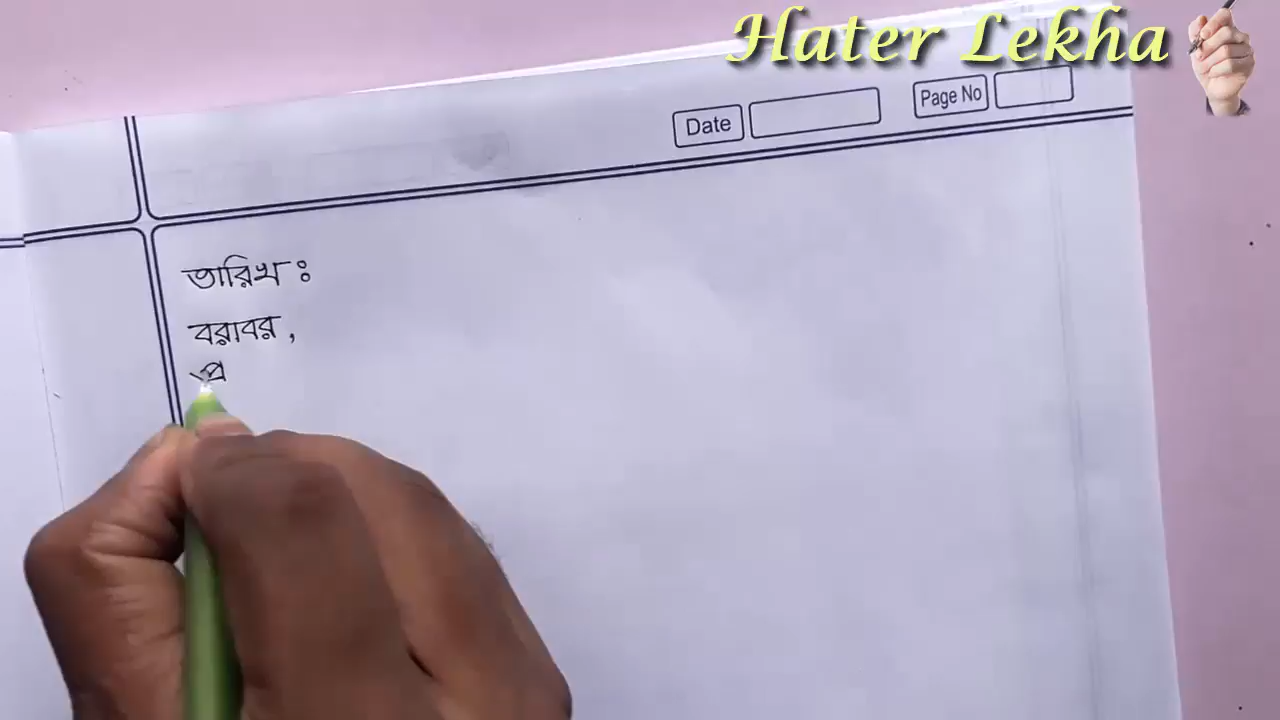 Hater Lekha
Date
Page No
তারিখ ঃ
বরাবর,
প্র